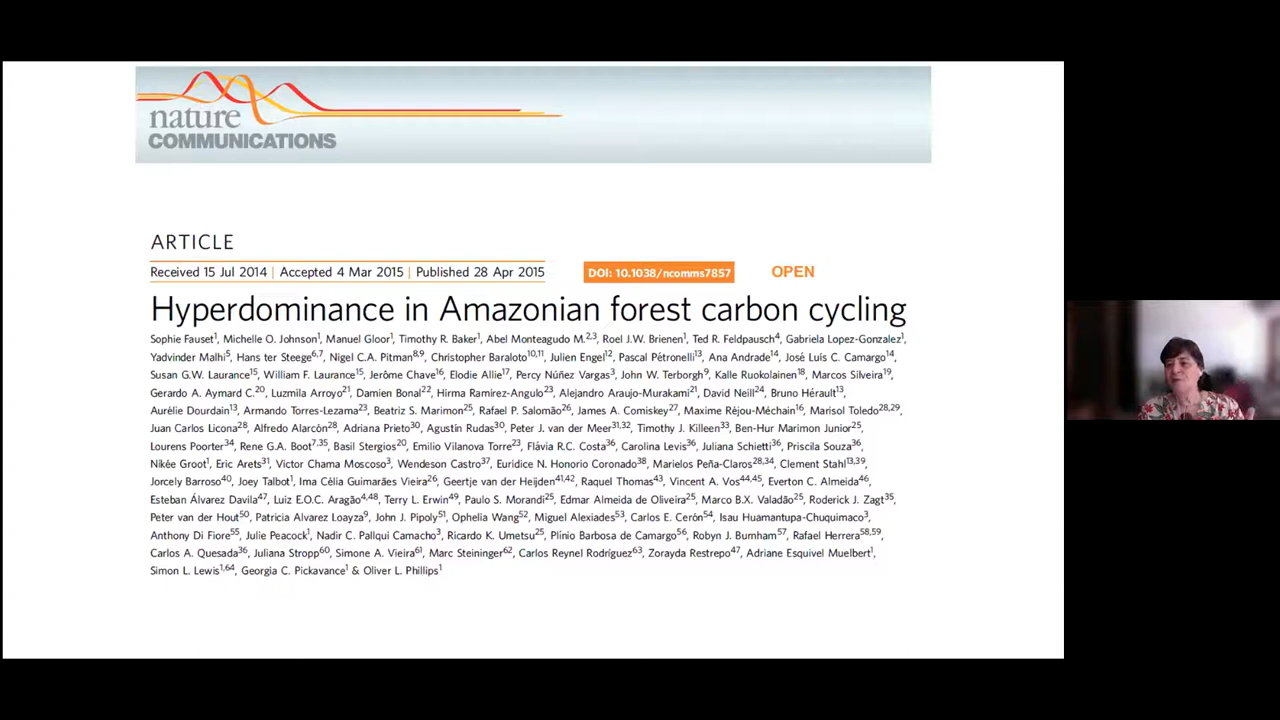 nature
COMMUNICATIONS
ARTICLE
Received 15 Jul 2014 | Accepted 4 Mar 2015 | Published 28 Apr 2015
DOI: 10.1038/ncomms7857
OPEN
Hyperdominance in Amazonian forest carbon cycling
Sophie Fauset1, Michelle O. Johnson1, Manuel Gloor1, Timothy R. Baker1, Abel Monteagudo M.2,3, Roel J.W. Brienen1, Ted R. Feldpausch4, Gabriela Lopez-Gonzalez1,
Yadvinder Malhi5, Hans ter Steege6,7, Nigel C.A. Pitman8,9, Christopher Baraloto10,11, Julien Engel12, Pascal Pétronelli13, Ana Andrade14, José Luís C. Camargo14,
Susan G.W. Laurance15, William F. Laurance15, Jerôme Chave16, Elodie Allie17, Percy Núñez Vargas3, John W. Terborgh9, Kalle Ruokolainen18, Marcos Silveira19,
Gerardo A. Aymard C.20, Luzmila Arroyo21, Damien Bonal22, Hirma Ramirez-Angulo23, Alejandro Araujo-Murakami21, David Neill24, Bruno Hérault13,
Aurélie Dourdain13, Armando Torres-Lezama23, Beatriz S. Marimon25, Rafael P. Salomão26, James A. Comiskey27, Maxime Réjou-Méchain16, Marisol Toledo28,29,
Juan Carlos Licona28, Alfredo Alarcón28, Adriana Prieto30, Agustín Rudas30, Peter J. van der Meer31,32, Timothy J. Killeen33, Ben-Hur Marimon Junior25,
Lourens Poorter34, Rene G.A. Boot7,35, Basil Stergios20, Emilio Vilanova Torre23, Flávia R.C. Costa36, Carolina Levis36, Juliana Schietti36, Priscila Souza36,
Nikée Groot1, Eric Arets31, Victor Chama Moscoso3, Wendeson Castro37, Euridice N. Honorio Coronado38, Marielos Peña-Claros28,34, Clement Stahl13,39,
Jorcely Barroso40, Joey Talbot1, Ima Célia Guimarães Vieira26, Geertje van der Heijden41,42, Raquel Thomas43, Vincent A. Vos44,45, Everton C. Almeida46,
Esteban Álvarez Davila47, Luiz E.O.C. Aragão4,48, Terry L. Erwin49, Paulo S. Morandi25, Edmar Almeida de Oliveira25, Marco B.X. Valadão25, Roderick J. Zagt35,
Peter van der Hout50, Patricia Alvarez Loayza9, John J. Pipoly51, Ophelia Wang52, Miguel Alexiades53, Carlos E. Cerón54, Isau Huamantupa-Chuquimaco3,
Anthony Di Fiore55, Julie Peacock1, Nadir C. Pallqui Camacho3, Ricardo K. Umetsu25, Plínio Barbosa de Camargo56, Robyn J. Burnham57, Rafael Herrera58,59,
Carlos A. Quesada36, Juliana Stropp60, Simone A. Vieira61, Marc Steininger62, Carlos Reynel Rodríguez63, Zorayda Restrepo47, Adriane Esquivel Muelbert1,
Simon L. Lewis1,64, Georgia C. Pickavance1 & Oliver L. Phillips1